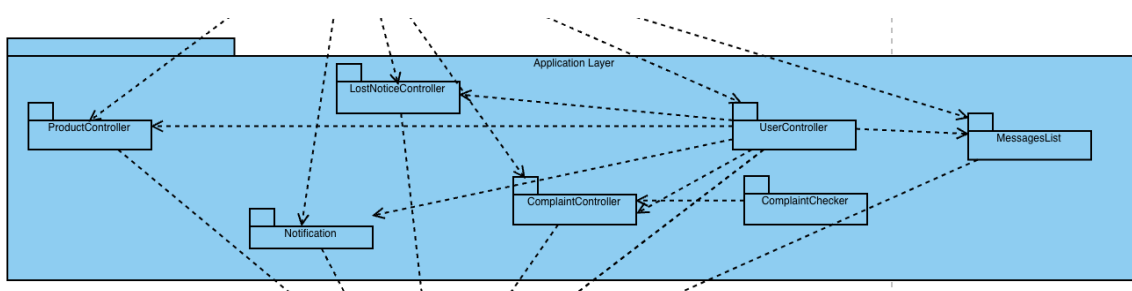 Application Layer
LostNoticeController
ProductController
UserController
MessagesList
ComplaintController
ComplaintChecker
Notification